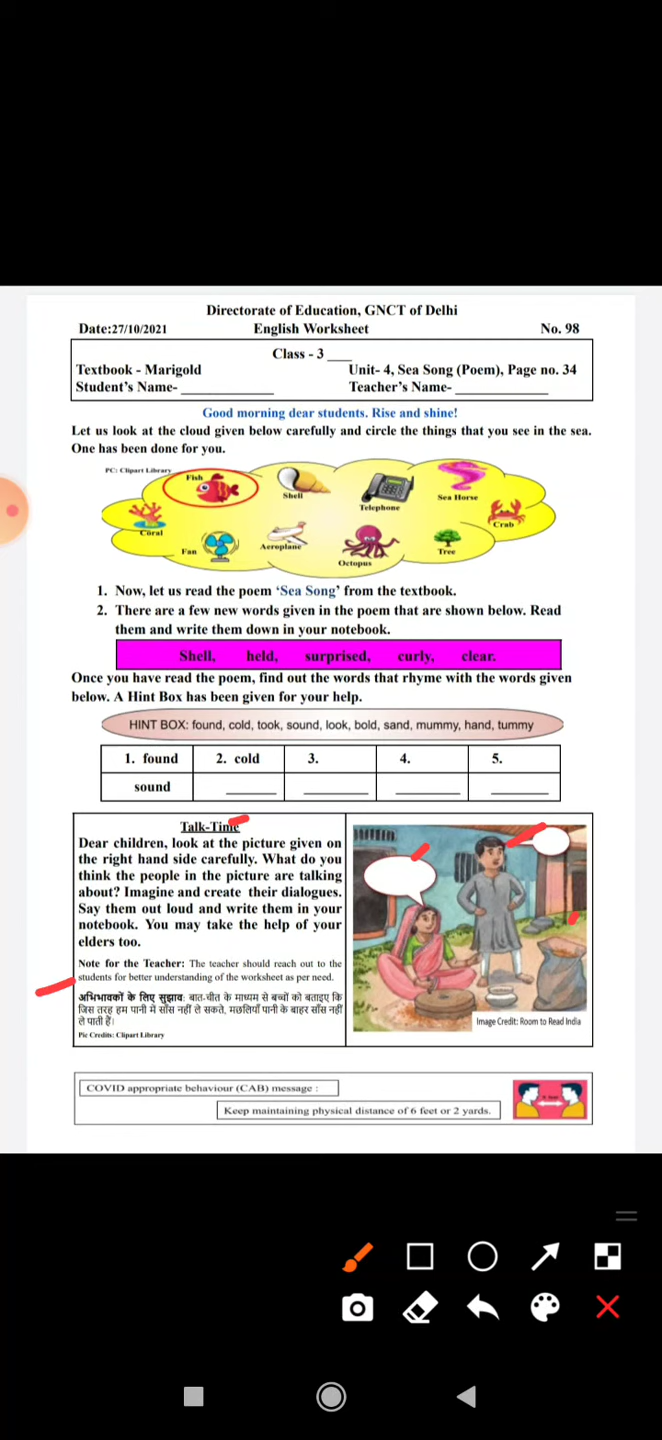 Directorate of Education, GNCT of Delhi
Date:27/10/2021 English Worksheet No. 98
Class - 3 ____
Textbook - Marigold Unit- 4, Sea Song (Poem), Page no. 34
Student's Name- ____________ Teacher's Name- ____________
Good morning dear students. Rise and shine!
Let us look at the cloud given below carefully and circle the things that you see in the sea.
One has been done for you.
PC: Clipart Library
Fish
Shell
Telephone
Sea Horse
Crab
Coral
Fan
Aeroplane
Octopus
Tree
1. Now, let us read the poem ‘Sea Song’ from the textbook.
2. There are a few new words given in the poem that are shown below. Read
them and write them down in your notebook.
Shell, held, surprised, curly, clear.
Once you have read the poem, find out the words that rhyme with the words given
below. A Hint Box has been given for your help.
HINT BOX: found, cold, took, sound, look, bold, sand, mummy, hand, tummy
1. found 2. cold 3. 4. 5.
sound ________ ________ ________ ________
Talk-Time
Dear children, look at the picture given on
the right hand side carefully. What do you
think the people in the picture are talking
about? Imagine and create their dialogues.
Say them out loud and write them in your
notebook. You may take the help of your
elders too.
Note for the Teacher: The teacher should reach out to the
students for better understanding of the worksheet as per need.
अभिभावकों के लिए सुझाव: बात-चीत के माध्यम से बच्चों को बताइए कि
जिस तरह हम पानी में साँस नहीं ले सकते, मछलियाँ पानी के बाहर साँस नहीं
ले पाती हैं।
Pic Credits: Clipart Library
Image Credit: Room to Read India
COVID appropriate behaviour (CAB) message :
Keep maintaining physical distance of 6 feet or 2 yards.